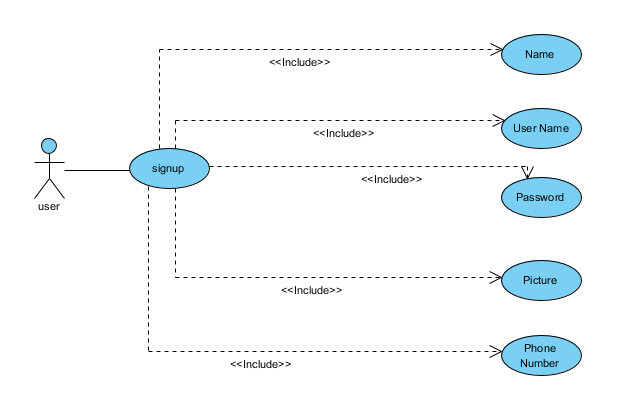 Name
<<Include>>
User Name
<<Include>>
signup
<<Include>>
user
Password
Picture
<<Include>>
Phone
Number
<<Include>>